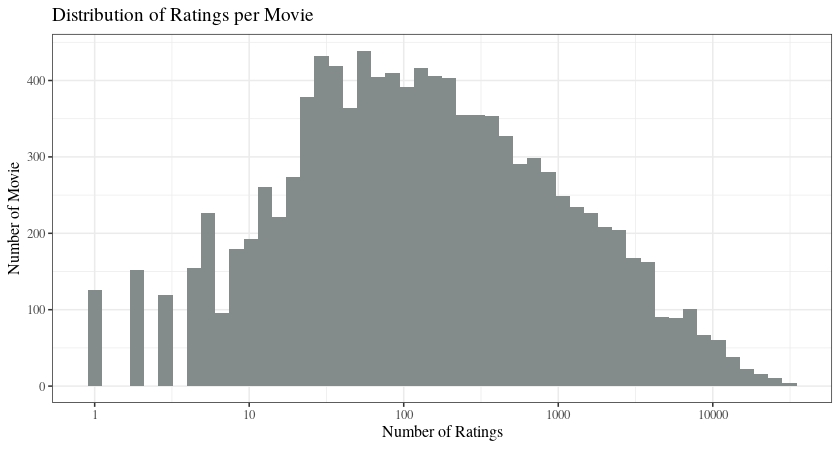 Distribution of Ratings per Movie
Number of Movie
400
300
200
100
0
1 10 100 1000 10000
Number of Ratings